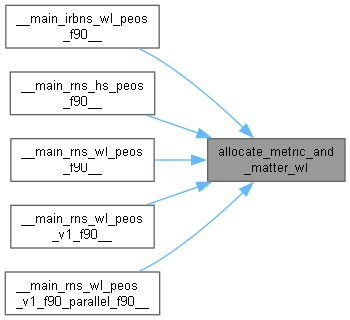 __main_irbns_wl_peos
_f90__
__main_rns_hs_peos
_f90__
__main_rns_wl_peos
_f90__
__main_rns_wl_peos
_v1_f90__
__main_rns_wl_peos
_v1_f90_parallel_f90__
allocate_metric_and
_matter_wl